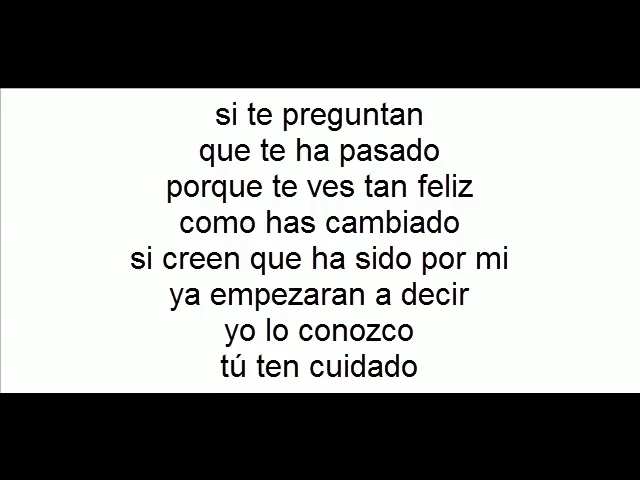 si te preguntan
que te ha pasado
porque te ves tan feliz
como has cambiado
si creen que ha sido por mi
ya empezaran a decir
yo lo conozco
tú ten cuidado